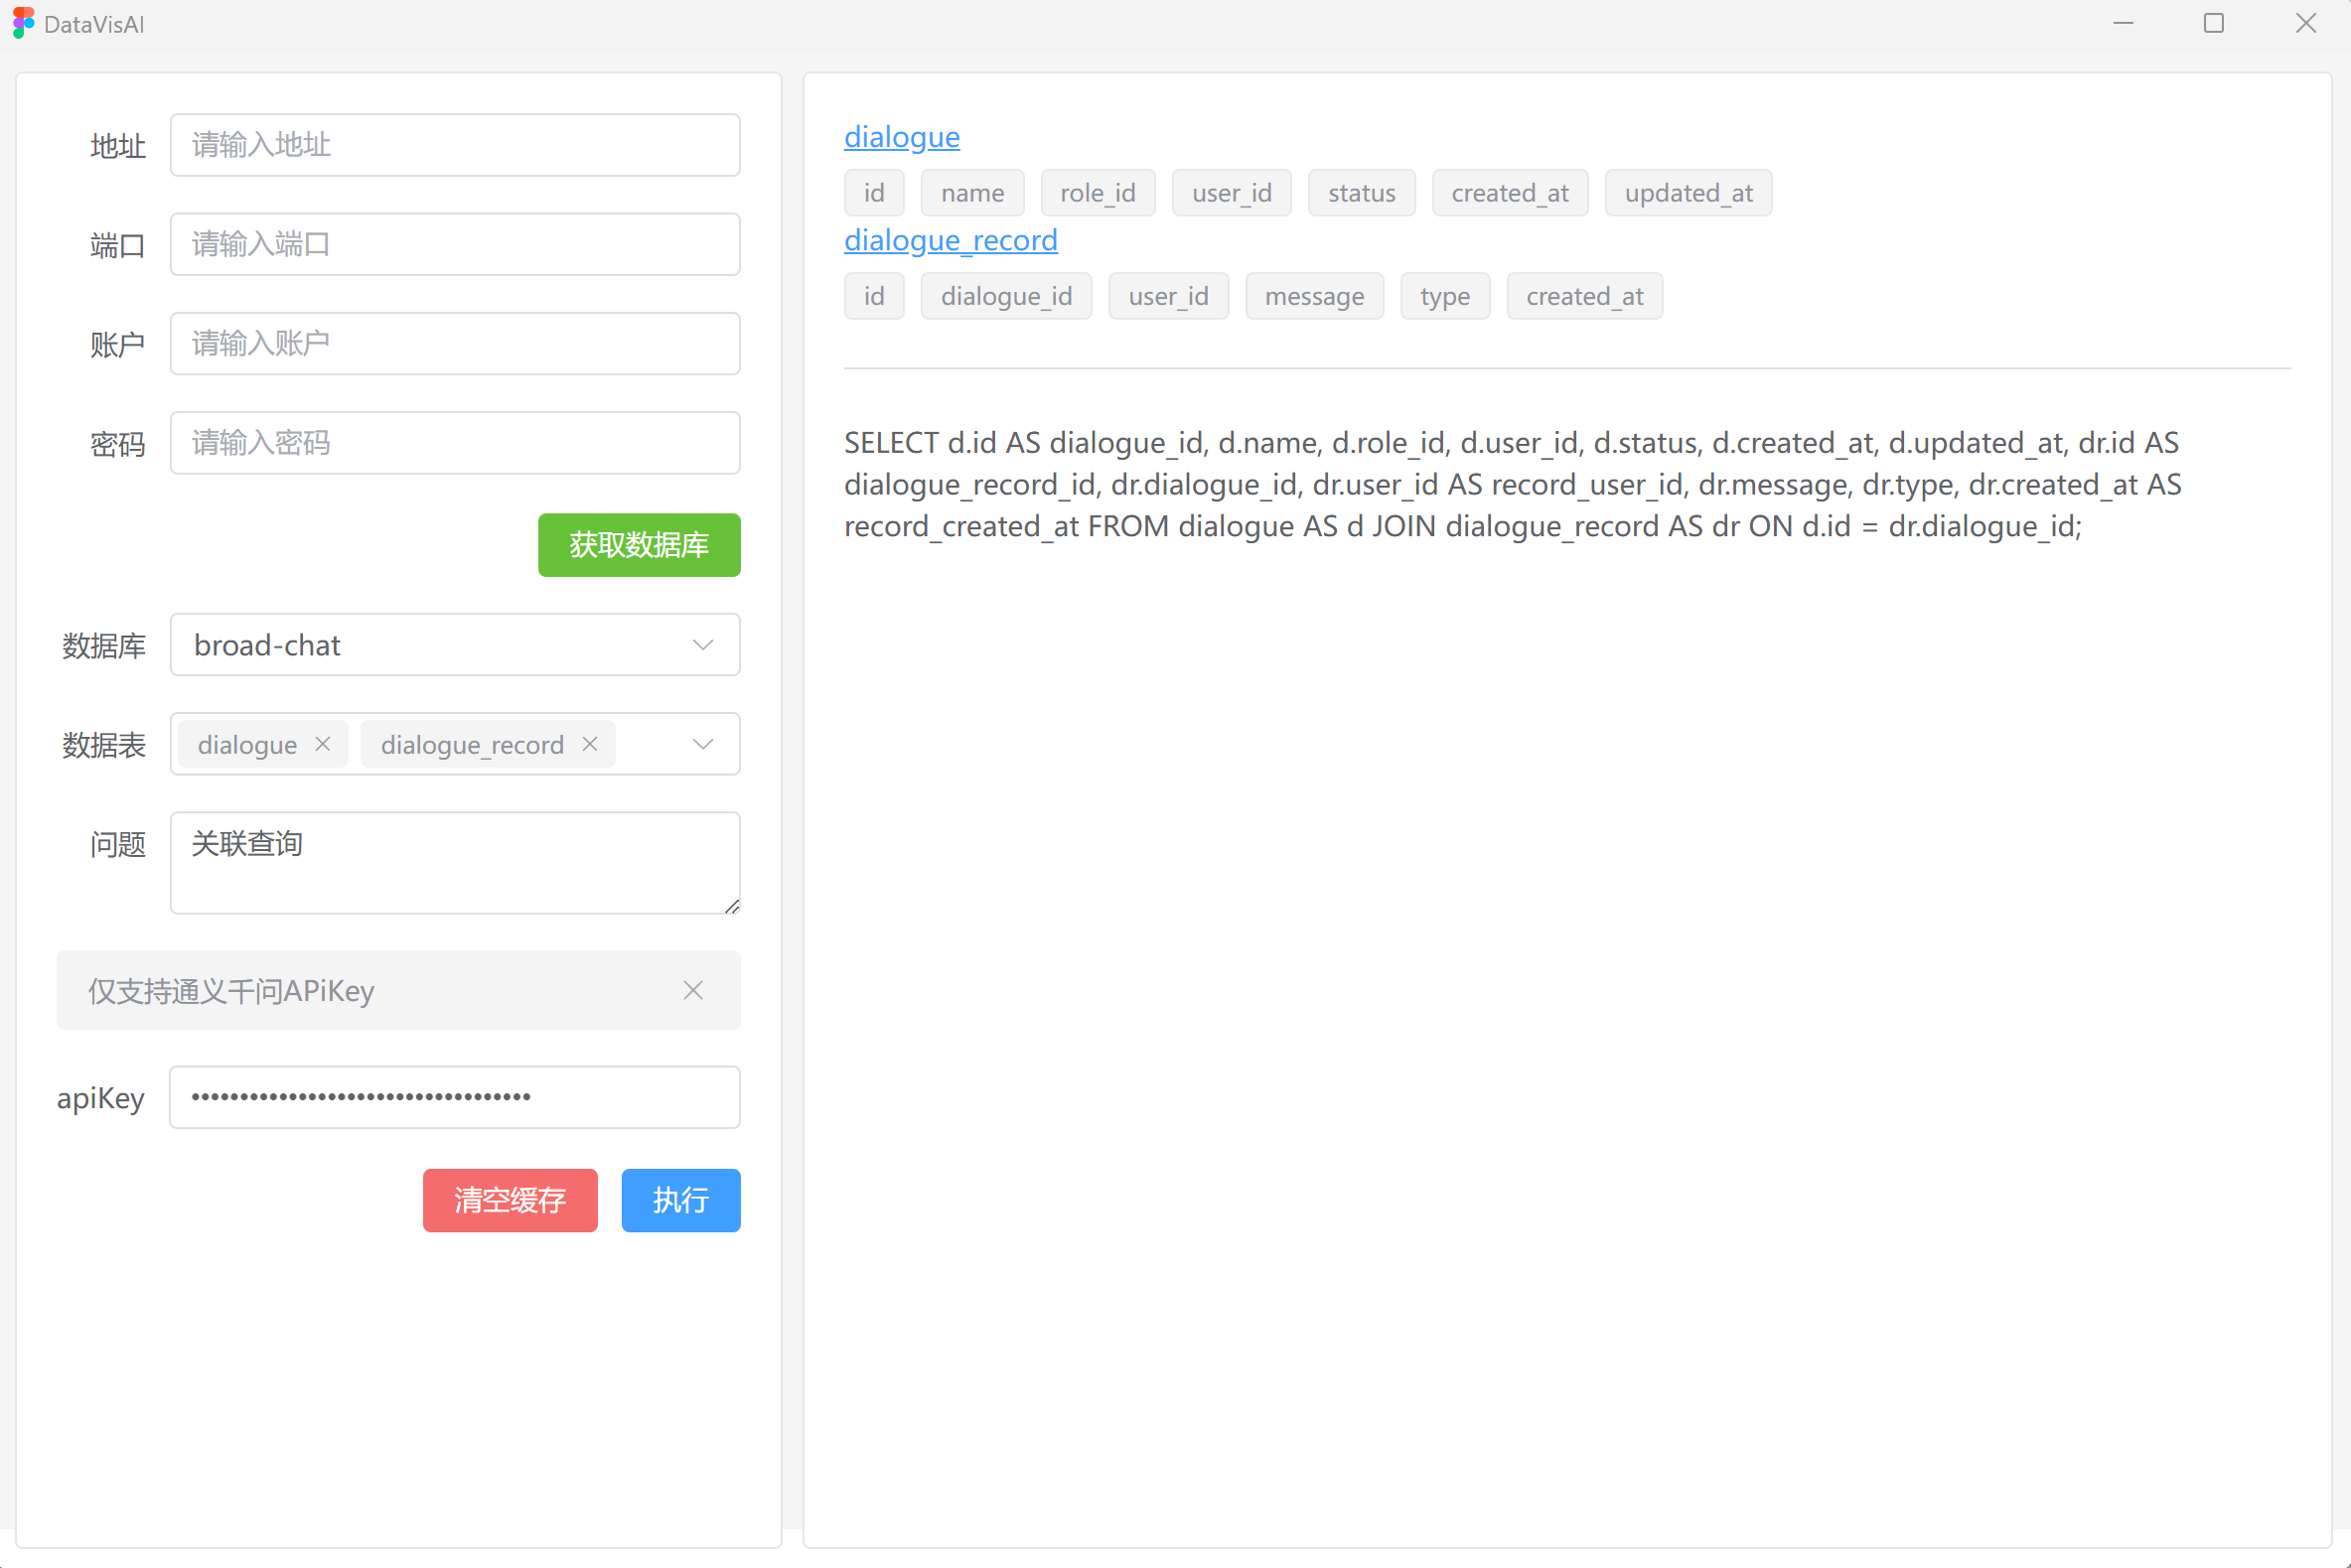 DataVisAI
地址 请输入地址
端口 请输入端口
账户 请输入账户
密码 请输入密码
获取数据库
数据库 broad-chat
数据表 dialogue dialogue_record
问题 关联查询
仅支持通义千问APiKey
apiKey •••••••••••••••••••••••••••••••••••
清空缓存 执行
dialogue
id name role_id user_id status created_at updated_at
dialogue_record
id dialogue_id user_id message type created_at
SELECT d.id AS dialogue_id, d.name, d.role_id, d.user_id, d.status, d.created_at, d.updated_at, dr.id AS
dialogue_record_id, dr.dialogue_id, dr.user_id AS record_user_id, dr.message, dr.type, dr.created_at AS
record_created_at FROM dialogue AS d JOIN dialogue_record AS dr ON d.id = dr.dialogue_id;